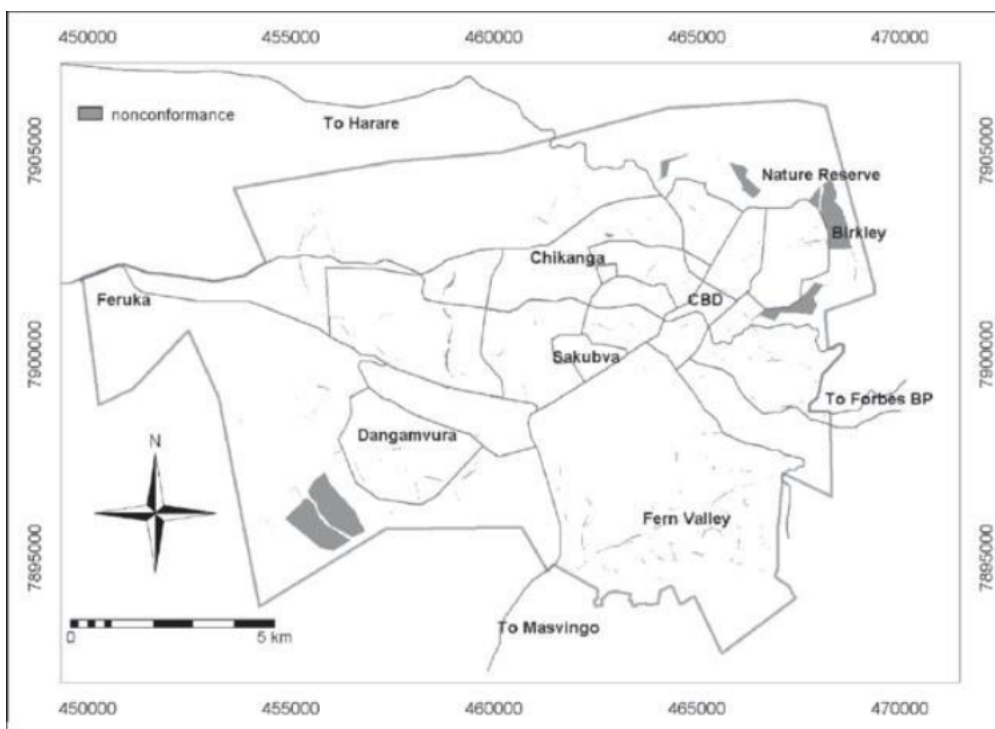 450000 455000 460000 465000 470000
nonconformance
To Harare
7905000
7905000
Nature Reserve
Birkley
Chikanga
Feruka
CBD
7900000
7900000
Sakubva
To Forbes BP
Dangamvura
N
Fern Valley
7895000
7895000
0 5 km
To Masvingo
450000 455000 460000 465000 470000